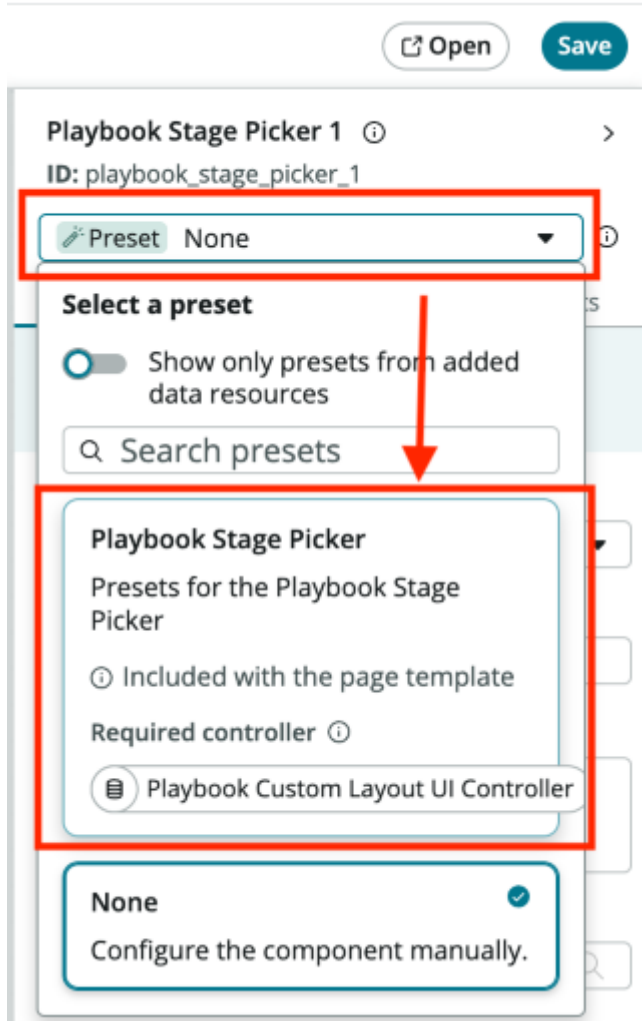 Open
Save
Playbook Stage Picker 1
ID: playbook_stage_picker_1
Preset None
Select a preset
s
Show only presets from added
data resources
Search presets
Playbook Stage Picker
Presets for the Playbook Stage
Picker
Included with the page template
Required controller
Playbook Custom Layout UI Controller
None
Configure the component manually.